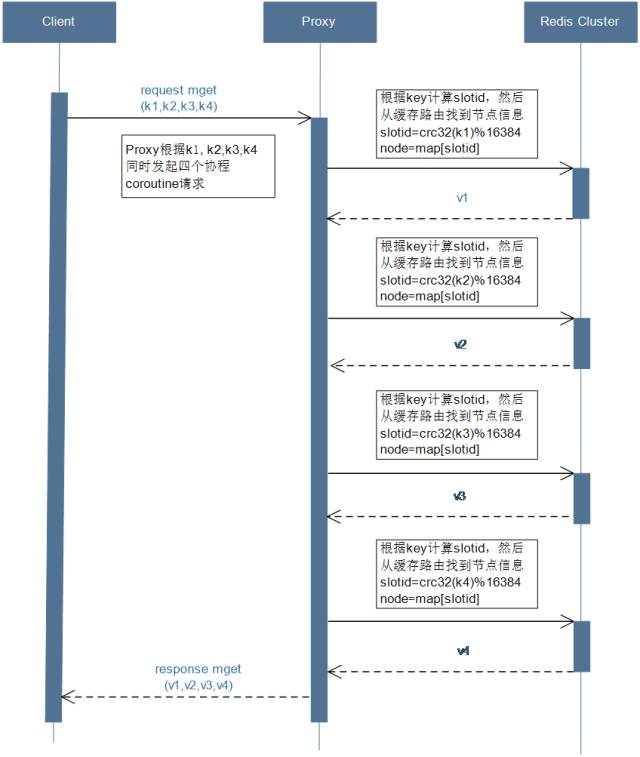 Client
Proxy
Redis Cluster
request mget
(k1,k2,k3,k4)
Proxy根据k1, k2,k3,k4
同时发起四个协程
coroutine请求
根据key计算slotid，然后
从缓存路由找到节点信息
slotid=crc32(k1)%16384
node=map[slotid]
v1
根据key计算slotid，然后
从缓存路由找到节点信息
slotid=crc32(k2)%16384
node=map[slotid]
v2
根据key计算slotid，然后
从缓存路由找到节点信息
slotid=crc32(k3)%16384
node=map[slotid]
v3
根据key计算slotid，然后
从缓存路由找到节点信息
slotid=crc32(k4)%16384
node=map[slotid]
v4
response mget
(v1,v2,v3,v4)